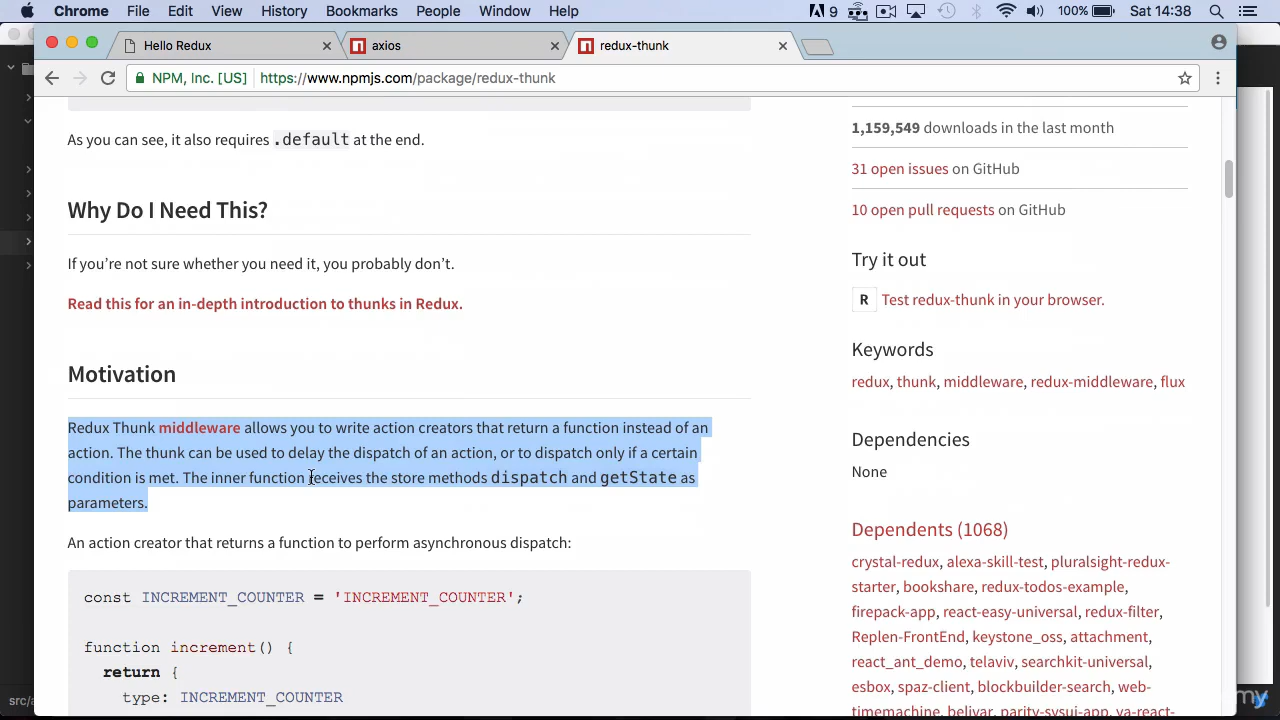 Chrome File Edit View History Bookmarks People Window Help 9 100% Sat 14:38
Hello Redux axios redux-thunk
NPM, Inc. [US] https://www.npmjs.com/package/redux-thunk
As you can see, it also requires .default at the end.
Why Do I Need This?
If you're not sure whether you need it, you probably don't.
Read this for an in-depth introduction to thunks in Redux.
Motivation
Redux Thunk middleware allows you to write action creators that return a function instead of an
action. The thunk can be used to delay the dispatch of an action, or to dispatch only if a certain
condition is met. The inner function receives the store methods dispatch and getState as
parameters.
An action creator that returns a function to perform asynchronous dispatch:
const INCREMENT_COUNTER = 'INCREMENT_COUNTER';
function increment() {
return {
type: INCREMENT_COUNTER
1,159,549 downloads in the last month
31 open issues on GitHub
10 open pull requests on GitHub
Try it out
R Test redux-thunk in your browser.
Keywords
redux, thunk, middleware, redux-middleware, flux
Dependencies
None
Dependents (1068)
crystal-redux, alexa-skill-test, pluralsight-redux-
starter, bookshare, redux-todos-example,
firepack-app, react-easy-universal, redux-filter,
Replen-FrontEnd, keystone_oss, attachment,
react_ant_demo, telaviv, searchkit-universal,
esbox, spaz-client, blockbuilder-search, web-
timemachine, belivar, parity-sysui-app, va-react-
src/a
my